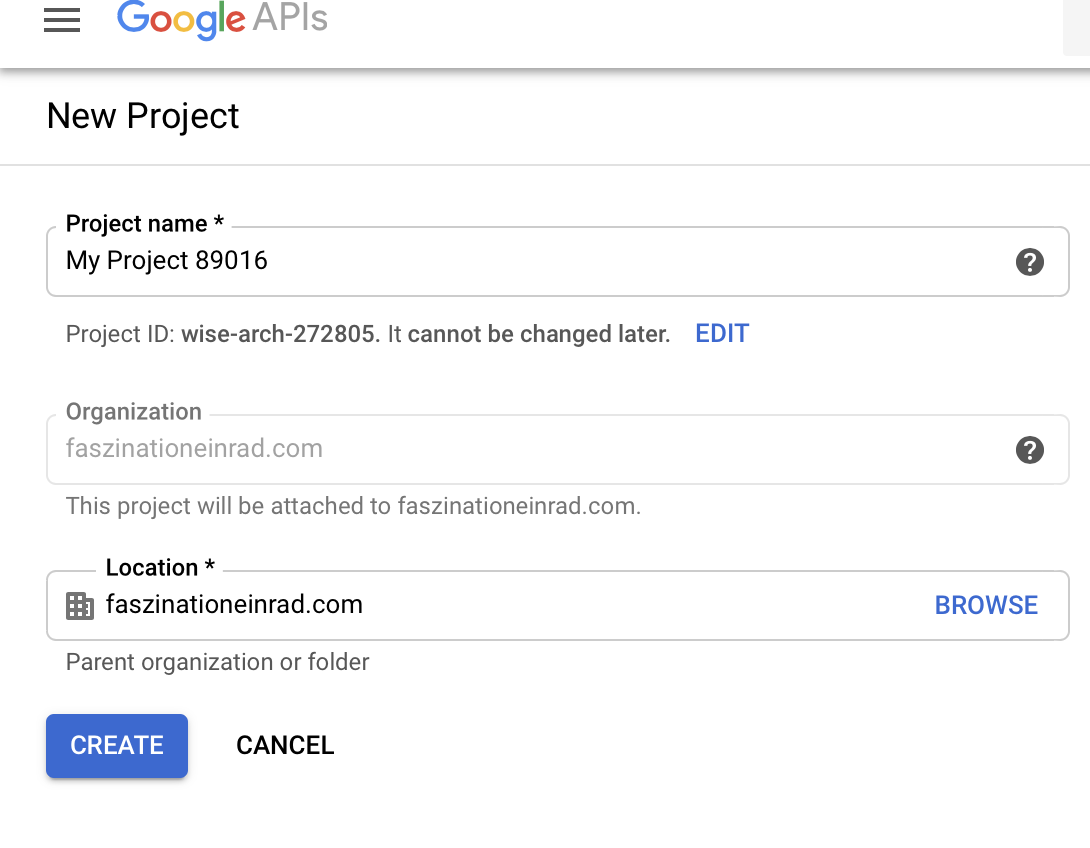 Google APIs
New Project
Project name *
My Project 89016
Project ID: wise-arch-272805. It cannot be changed later. EDIT
Organization
faszinationeinrad.com
This project will be attached to faszinationeinrad.com.
Location *
faszinationeinrad.com BROWSE
Parent organization or folder
CREATE CANCEL